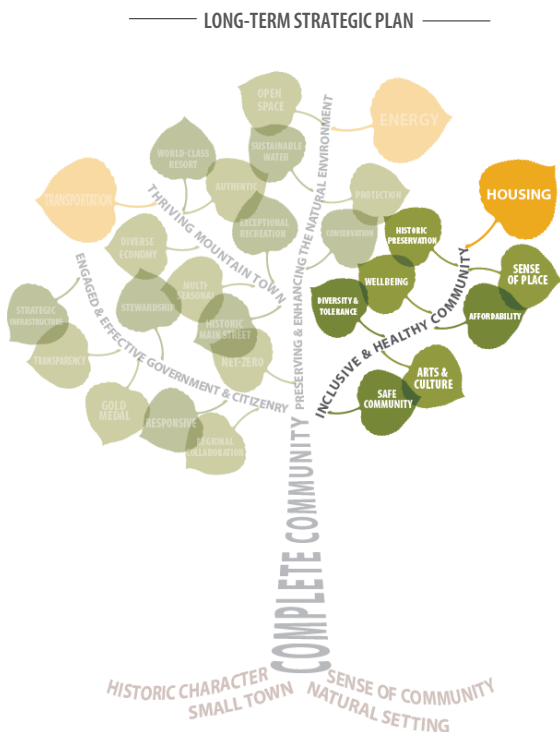 LONG-TERM STRATEGIC PLAN
OPEN
SPACE
ENERGY
WORLD-CLASS
RESORT
SUSTAINABLE
WATER
TRANSPORTATION
AUTHENTIC
PROTECTION
HOUSING
THRIVING MOUNTAIN TOWN
PRESERVING & ENHANCING THE NATURAL ENVIRONMENT
DIVERSE
ECONOMY
EXCEPTIONAL
RECREATION
CONSERVATION
HISTORIC
PRESERVATION
SENSE
OF PLACE
ENGAGED & EFFECTIVE GOVERNMENT & CITIZENRY
MULTI-
SEASONAL
WELLBEING
STRATEGIC
INFRASTRUCTURE
STEWARDSHIP
HISTORIC
MAIN STREET
DIVERSITY &
TOLERANCE
AFFORDABILITY
INCLUSIVE & HEALTHY COMMUNITY
TRANSPARENCY
NET-ZERO
ARTS &
CULTURE
GOLD
MEDAL
RESPONSIVE
SAFE
COMMUNITY
REGIONAL
COLLABORATION
COMPLETE COMMUNITY
HISTORIC CHARACTER
SMALL TOWN
SENSE OF COMMUNITY
NATURAL SETTING